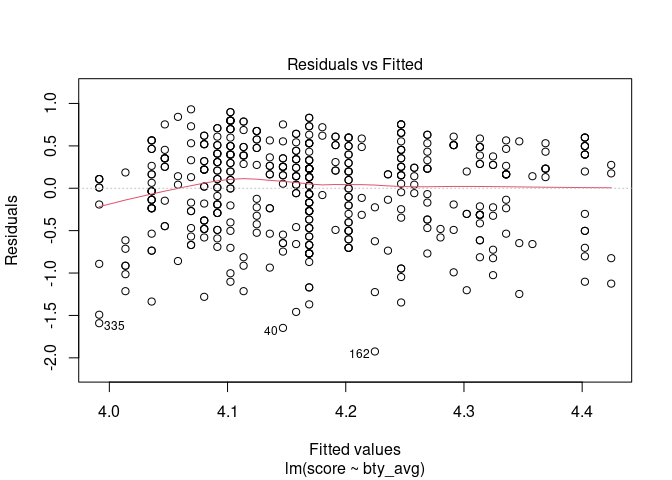 Residuals vs Fitted
Residuals
1.0
0.5
0.0
-0.5
-1.0
-1.5
-2.0
335
40
162
4.0 4.1 4.2 4.3 4.4
Fitted values
lm(score ~ bty_avg)